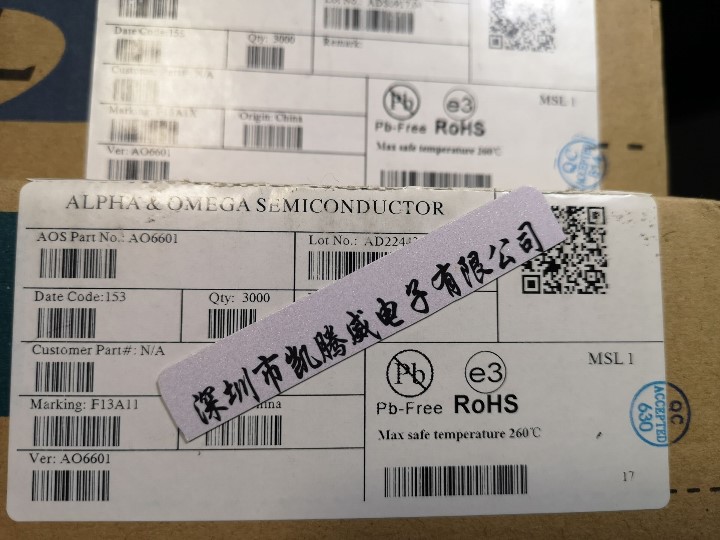 Lot No.:
Date Code:153
Qty: 3000
Remark:
Customer Part#: N/A
Marking:
Origin: China
Ver: AO6601
Pb
e3
MSL 1
Pb-Free RoHS
Max safe temperature 260℃
QC
ALPHA & OMEGA SEMICONDUCTOR
AOS Part No.: AO6601
Lot No.: AD2244
Date Code:153
Qty: 3000
Customer Part#: N/A
Marking: F13A11
Ver: AO6601
深圳市凯腾威电子有限公司
Pb
e3
MSL 1
Pb-Free RoHS
Max safe temperature 260℃
QC
ACCEPTED
630
17